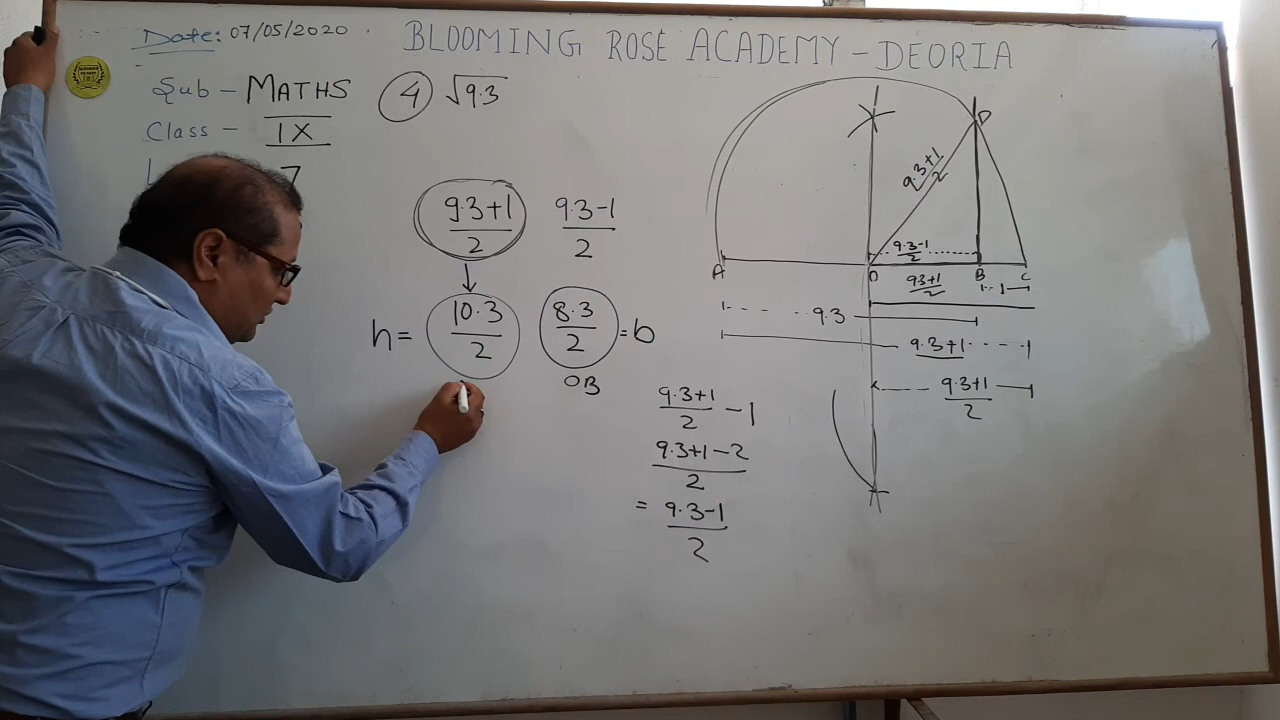 Date: 07/05/2020
BLOOMING ROSE ACADEMY - DEORIA
Sub - MATHS
4 √9.3
Class - IX
7
9.3+1/2 9.3-1/2
h = 10.3/2 8.3/2 = b
OB
9.3+1/2 - 1
9.3+1-2/2
= 9.3-1/2
D
9.3+1/2
9.3-1/2
A O B C
9.3+1/2 1
9.3
9.3+1
9.3+1/2